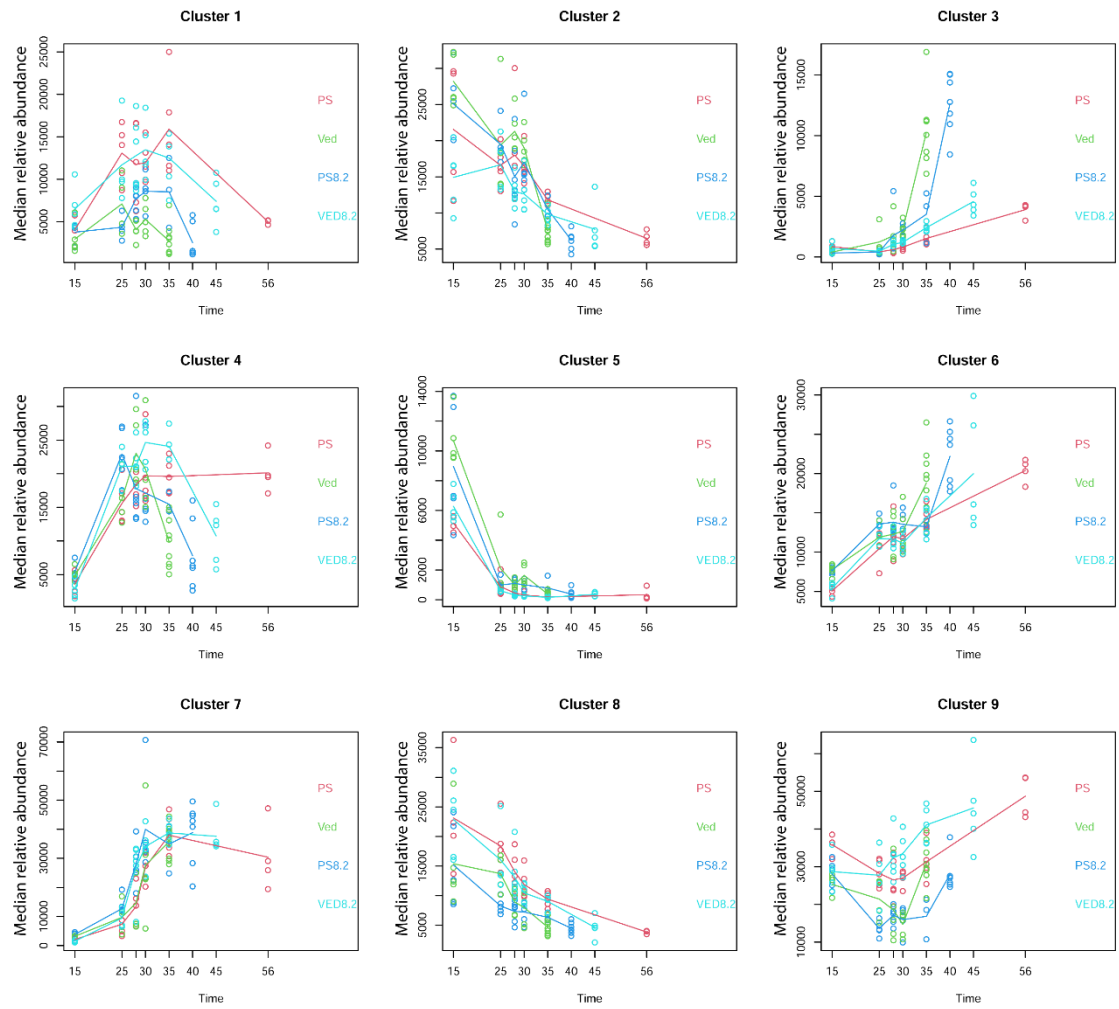 Cluster 1
Median relative abundance
25000
20000
15000
10000
5000
PS
Ved
PS8.2
VED8.2
15 25 30 35 40 45 56
Time
Cluster 2
Median relative abundance
25000
15000
5000
PS
Ved
PS8.2
VED8.2
15 25 30 35 40 45 56
Time
Cluster 3
Median relative abundance
15000
10000
5000
0
PS
Ved
PS8.2
VED8.2
15 25 30 35 40 45 56
Time
Cluster 4
Median relative abundance
25000
15000
5000
PS
Ved
PS8.2
VED8.2
15 25 30 35 40 45 56
Time
Cluster 5
Median relative abundance
14000
10000
6000
2000
0
PS
Ved
PS8.2
VED8.2
15 25 30 35 40 45 56
Time
Cluster 6
Median relative abundance
30000
20000
10000
5000
PS
Ved
PS8.2
VED8.2
15 25 30 35 40 45 56
Time
Cluster 7
Median relative abundance
70000
50000
30000
10000
0
PS
Ved
PS8.2
VED8.2
15 25 30 35 40 45 56
Time
Cluster 8
Median relative abundance
35000
25000
15000
5000
PS
Ved
PS8.2
VED8.2
15 25 30 35 40 45 56
Time
Cluster 9
Median relative abundance
50000
30000
10000
PS
Ved
PS8.2
VED8.2
15 25 30 35 40 45 56
Time